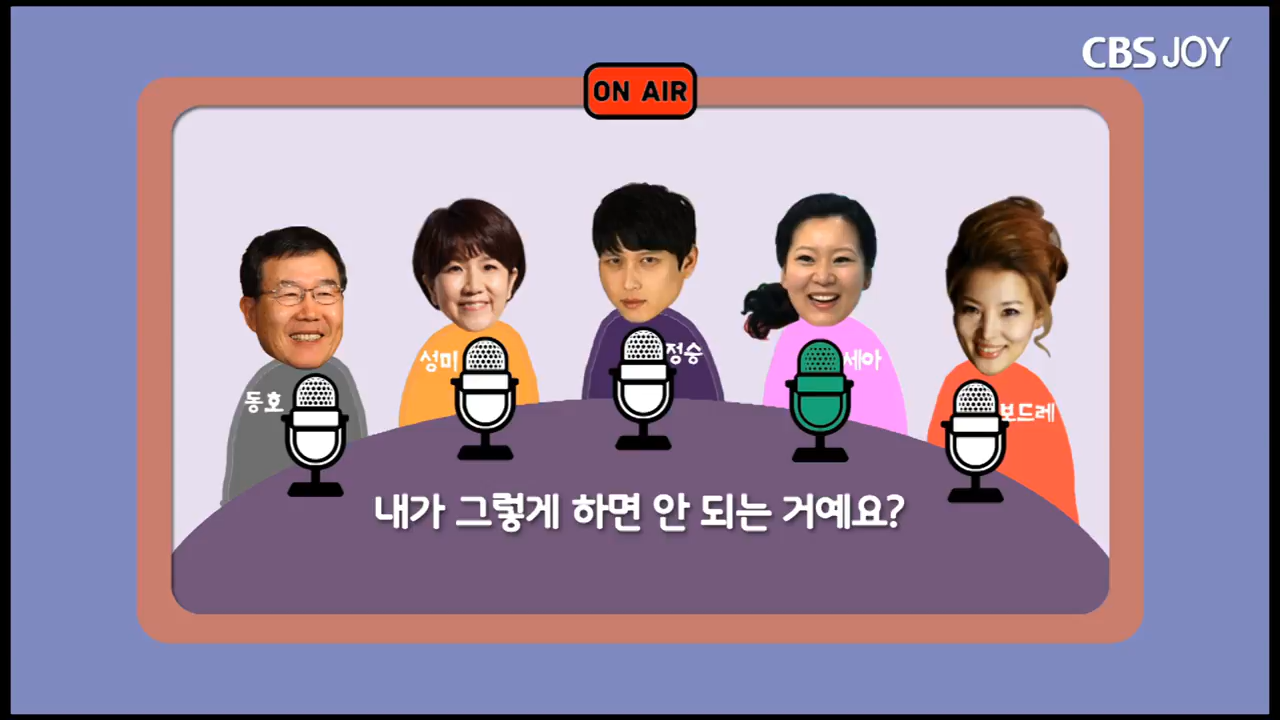 CBS JOY
ON AIR
동호
성미
정승
세아
보드레
내가 그렇게 하면 안 되는 거예요?